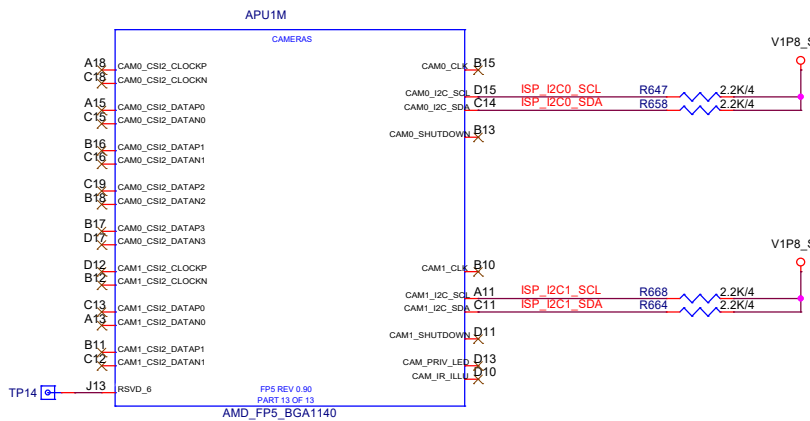 APU1M
CAMERAS
V1P8_S
A18 CAM0_CSI2_CLOCKP CAM0_CLK B15
C18 CAM0_CSI2_CLOCKN
CAM0_I2C_SCL D15 ISP_I2C0_SCL R647 2.2K/4
A15 CAM0_CSI2_DATAP0 CAM0_I2C_SDA C14 ISP_I2C0_SDA R658 2.2K/4
C15 CAM0_CSI2_DATAN0
CAM0_SHUTDOWN B13
B16 CAM0_CSI2_DATAP1
C16 CAM0_CSI2_DATAN1
C19 CAM0_CSI2_DATAP2
B18 CAM0_CSI2_DATAN2
B17 CAM0_CSI2_DATAP3
D17 CAM0_CSI2_DATAN3
V1P8_S
D12 CAM1_CSI2_CLOCKP CAM1_CLK B10
B12 CAM1_CSI2_CLOCKN
CAM1_I2C_SCL A11 ISP_I2C1_SCL R668 2.2K/4
C13 CAM1_CSI2_DATAP0 CAM1_I2C_SDA C11 ISP_I2C1_SDA R664 2.2K/4
A13 CAM1_CSI2_DATAN0
CAM1_SHUTDOWN D11
B11 CAM1_CSI2_DATAP1
C12 CAM1_CSI2_DATAN1 CAM_PRIV_LED D13
CAM_IR_ILLU D10
TP14 J13 RSVD_6 FP5 REV 0.90
PART 13 OF 13
AMD_FP5_BGA1140